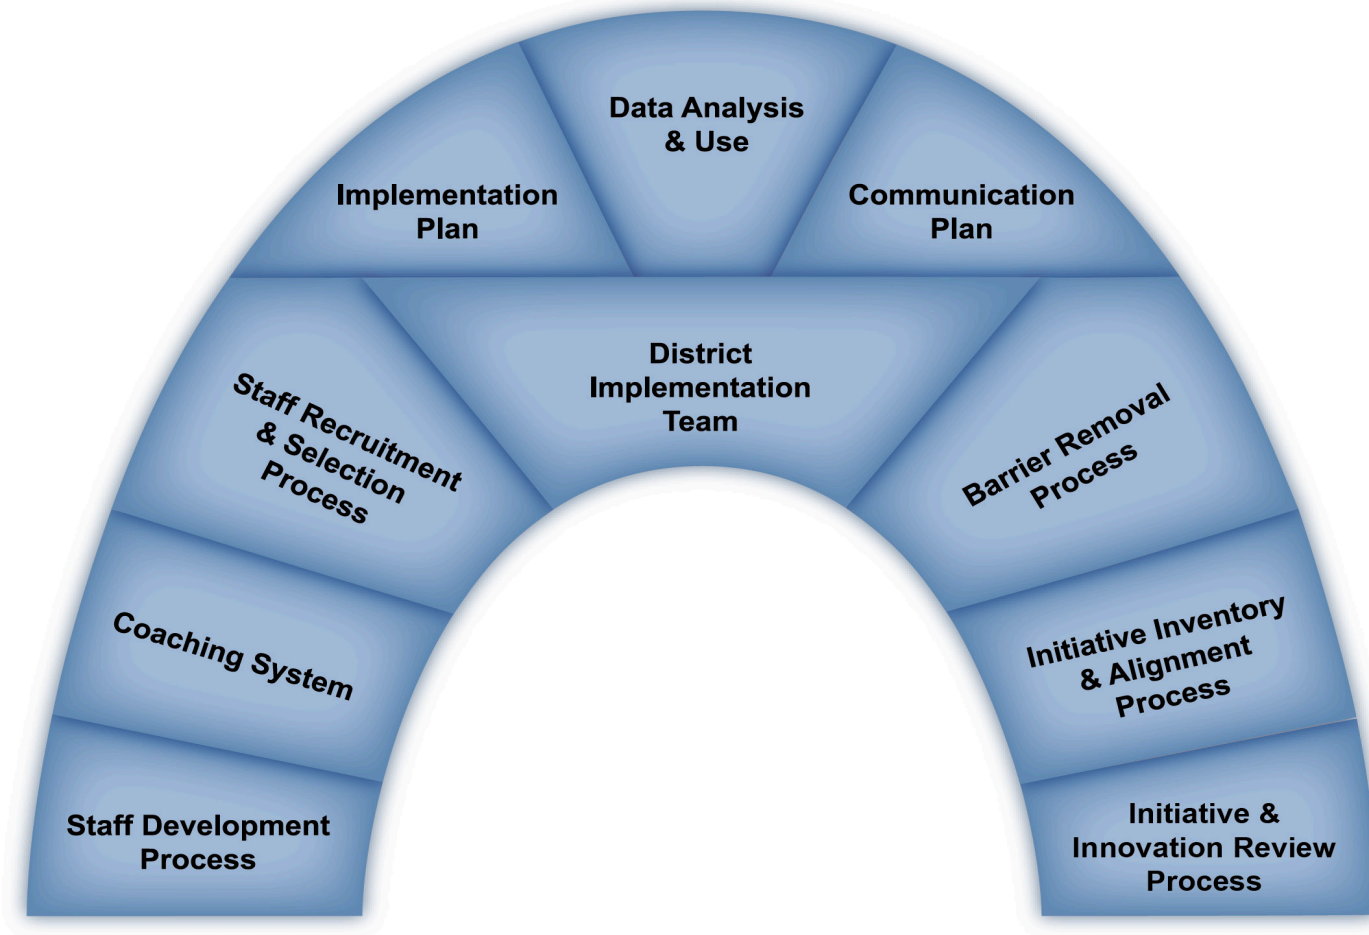 Data Analysis
& Use
Implementation
Plan
Communication
Plan
District
Implementation
Team
Staff Recruitment
& Selection
Process
Barrier Removal
Process
Coaching System
Initiative Inventory
& Alignment
Process
Staff Development
Process
Initiative &
Innovation Review
Process